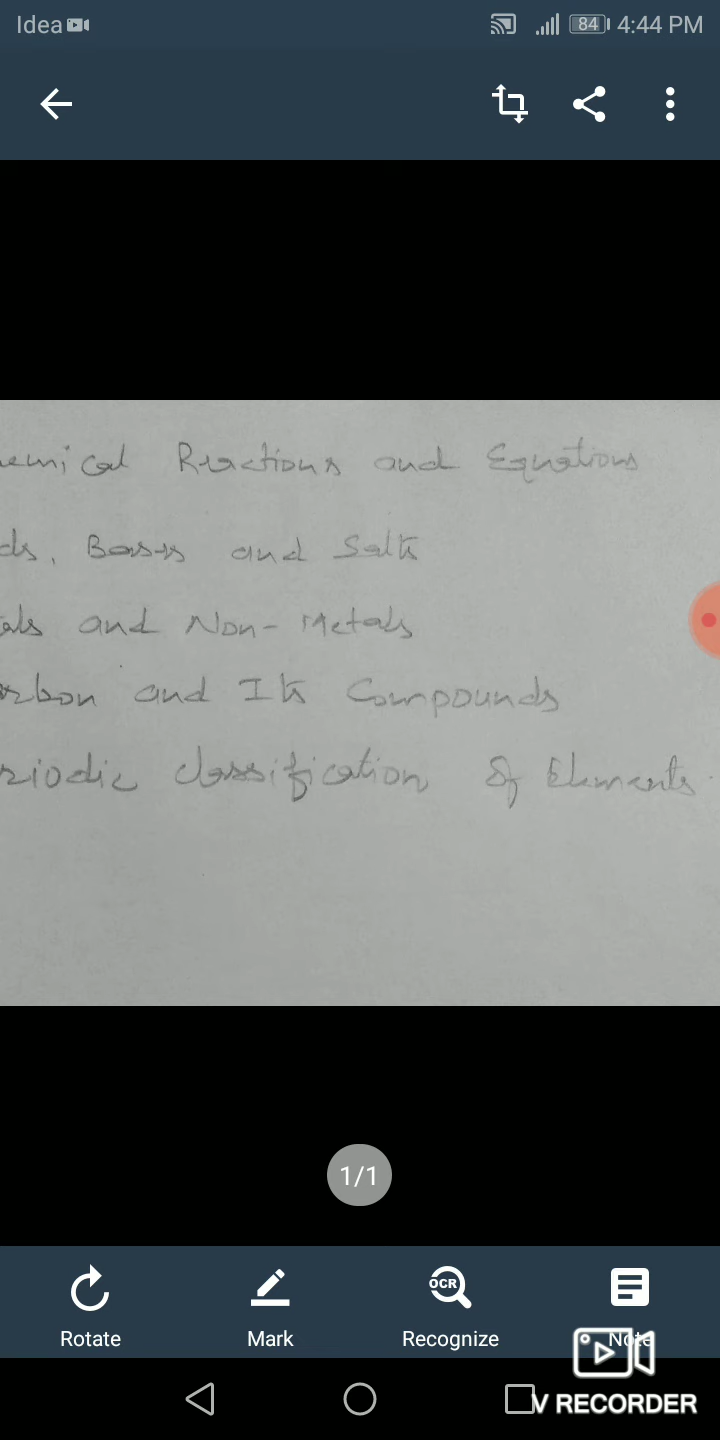 Idea 84 4:44 PM
emical Reactions and Equations
ds, Bases and Salts
als and Non-Metals
rbon and Its Compounds
riodic classification of Elements.
1/1
OCR
Rotate Mark Recognize Note
V RECORDER